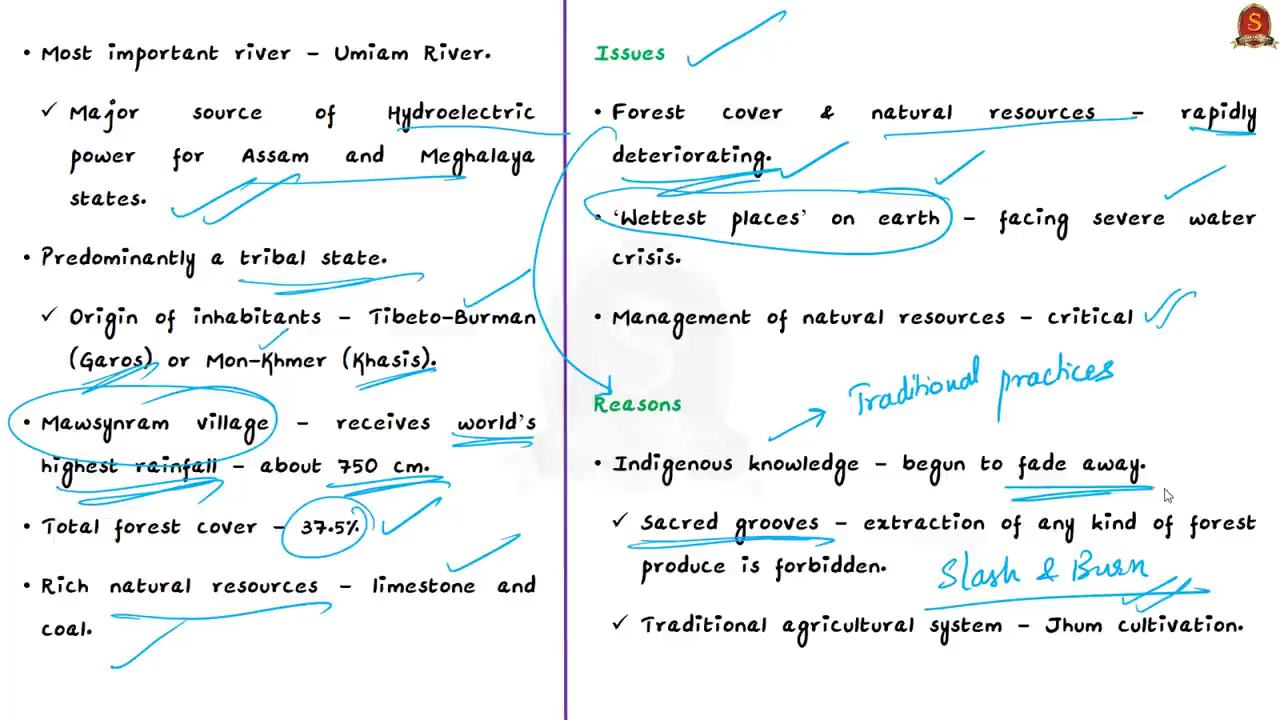 • Most important river – Umiam River.
✓ Major source of Hydroelectric
power for Assam and Meghalaya
states.
• Predominantly a tribal state.
✓ Origin of inhabitants – Tibeto-Burman
(Garos) or Mon-Khmer (Khasis).
• Mawsynram village – receives world's
highest rainfall – about 750 cm.
• Total forest cover – 37.5%
• Rich natural resources – limestone and
coal.
Issues
• Forest cover & natural resources – rapidly
deteriorating.
• 'Wettest places' on earth – facing severe water
crisis.
• Management of natural resources – critical
Traditional practices
Reasons
• Indigenous knowledge – begun to fade away.
✓ Sacred grooves – extraction of any kind of forest
produce is forbidden.
Slash & Burn
✓ Traditional agricultural system – Jhum cultivation.
S